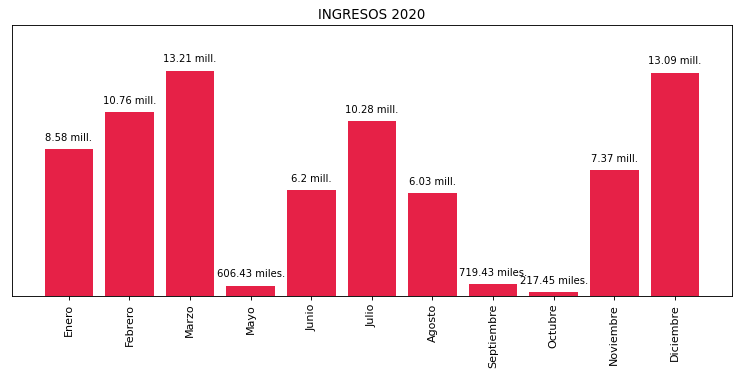 INGRESOS 2020
8.58 mill.
10.76 mill.
13.21 mill.
606.43 miles.
6.2 mill.
10.28 mill.
6.03 mill.
719.43 miles.
217.45 miles.
7.37 mill.
13.09 mill.
Enero
Febrero
Marzo
Mayo
Junio
Julio
Agosto
Septiembre
Octubre
Noviembre
Diciembre